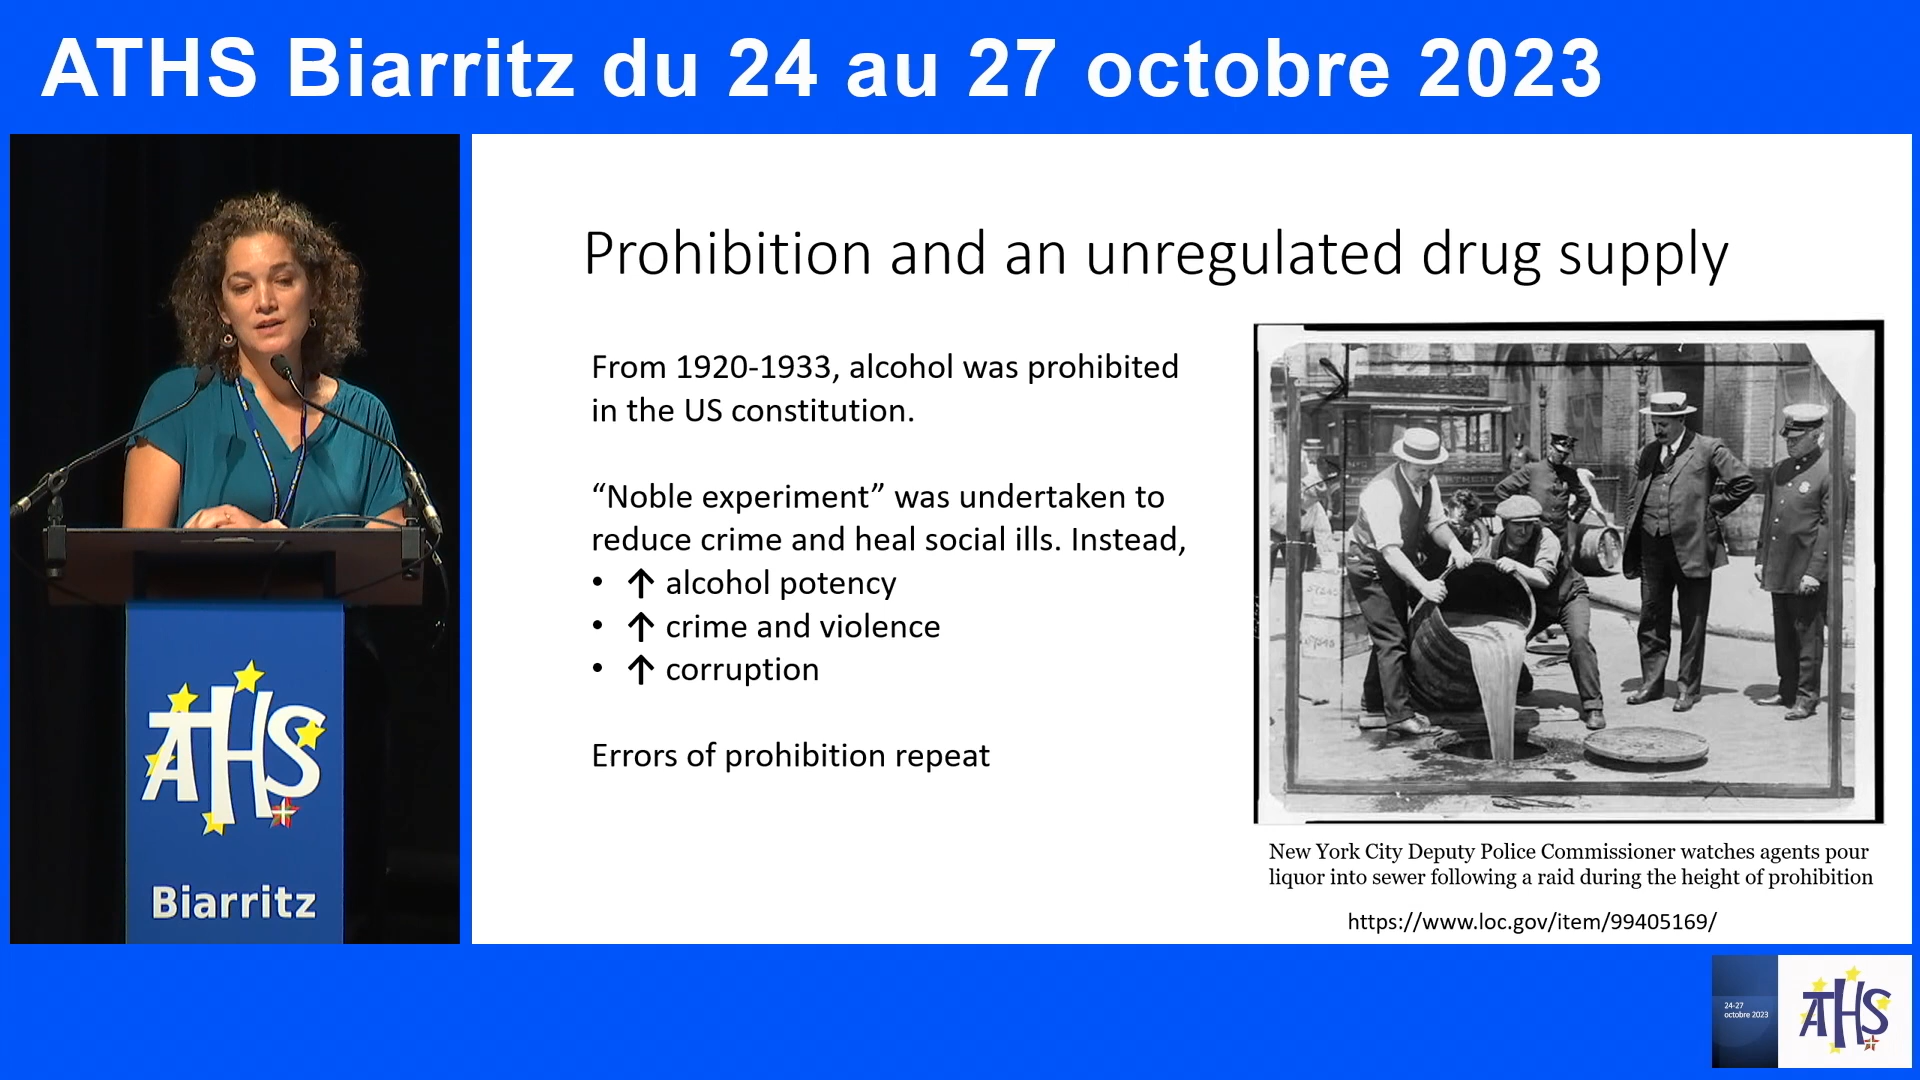 ATHS Biarritz du 24 au 27 octobre 2023
Prohibition and an unregulated drug supply
From 1920-1933, alcohol was prohibited
in the US constitution.
“Noble experiment” was undertaken to
reduce crime and heal social ills. Instead,
• ↑ alcohol potency
• ↑ crime and violence
• ↑ corruption
Errors of prohibition repeat
New York City Deputy Police Commissioner watches agents pour
liquor into sewer following a raid during the height of prohibition
https://www.loc.gov/item/99405169/
ATHS
Biarritz
24-27
octobre 2023
ATHS